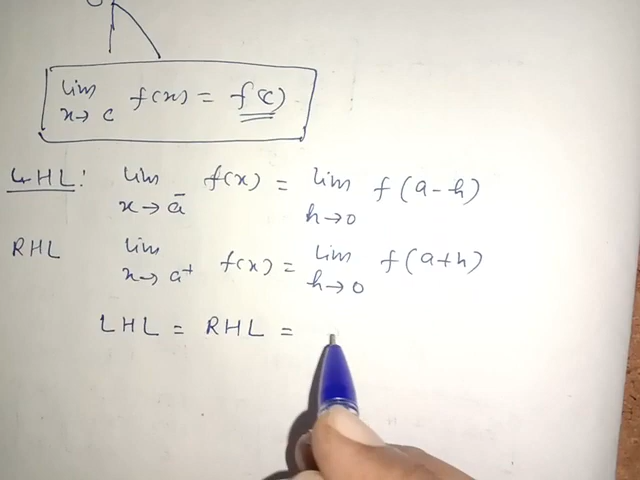 lim x→c f(x) = f(c)
LHL: lim x→a⁻ f(x) = lim h→0 f(a-h)
RHL lim x→a⁺ f(x) = lim h→0 f(a+h)
LHL = RHL =